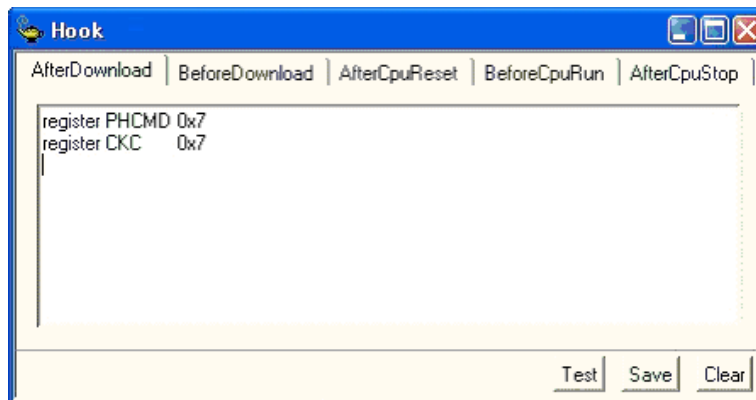 Hook
AfterDownload BeforeDownload AfterCpuReset BeforeCpuRun AfterCpuStop
register PHCMD 0x7
register CKC 0x7
Test Save Clear